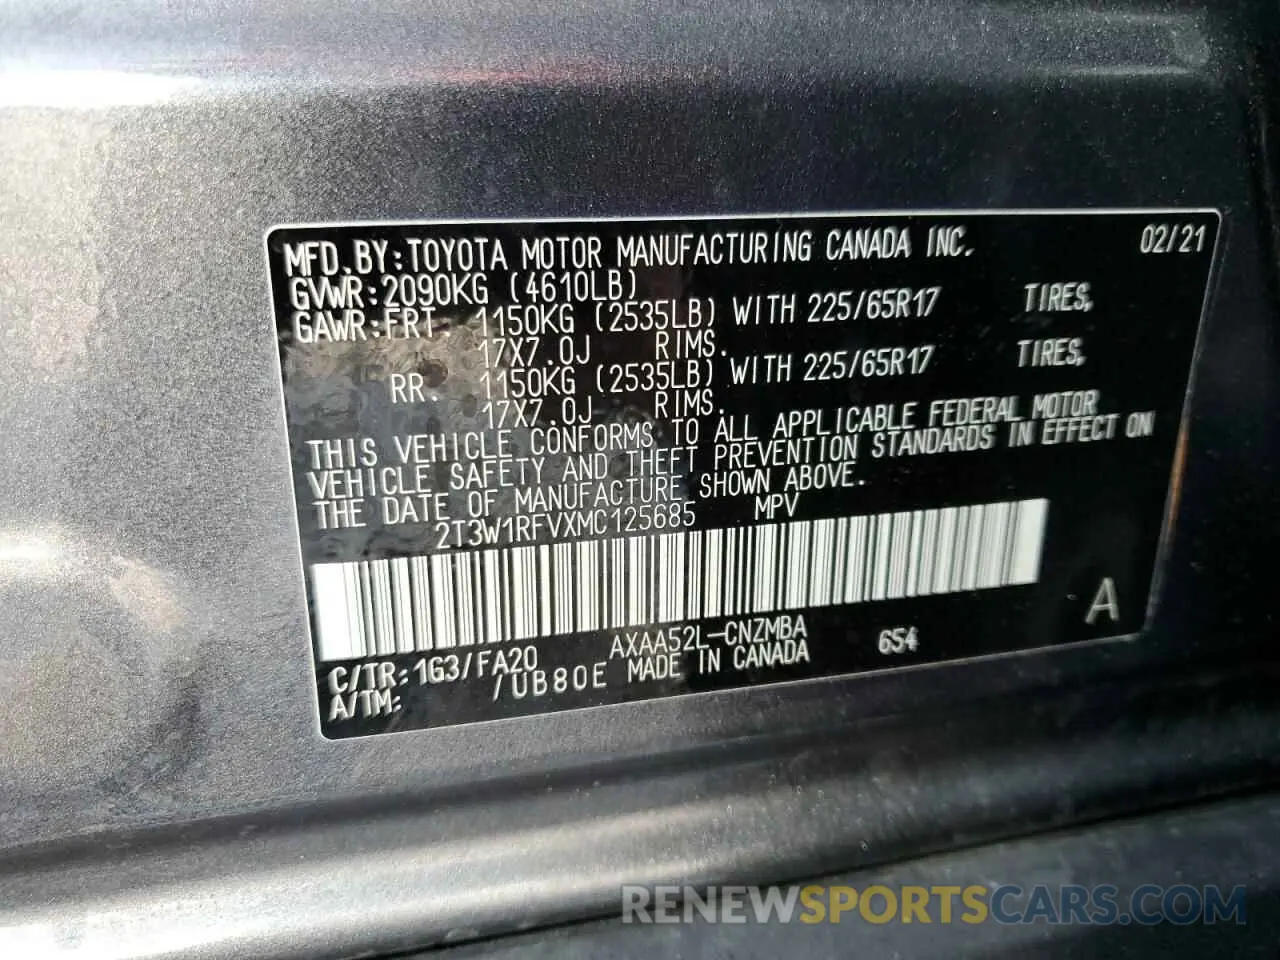 MFD.BY:TOYOTA MOTOR MANUFACTURING CANADA INC. 02/21
GVWR:2090KG (4610LB)
GAWR:FRT. 1150KG (2535LB) WITH 225/65R17 TIRES,
17X7.0J RIMS.
RR. 1150KG (2535LB) WITH 225/65R17 TIRES,
17X7.0J RIMS.
THIS VEHICLE CONFORMS TO ALL APPLICABLE FEDERAL MOTOR
VEHICLE SAFETY AND THEFT PREVENTION STANDARDS IN EFFECT ON
THE DATE OF MANUFACTURE SHOWN ABOVE.
2T3W1RFVXMC125685 MPV
A
C/TR:1G3/FA20 AXAA52L-CNZMBA 654
A/TM: /UB80E MADE IN CANADA
RENEWSPORTSCARS.COM